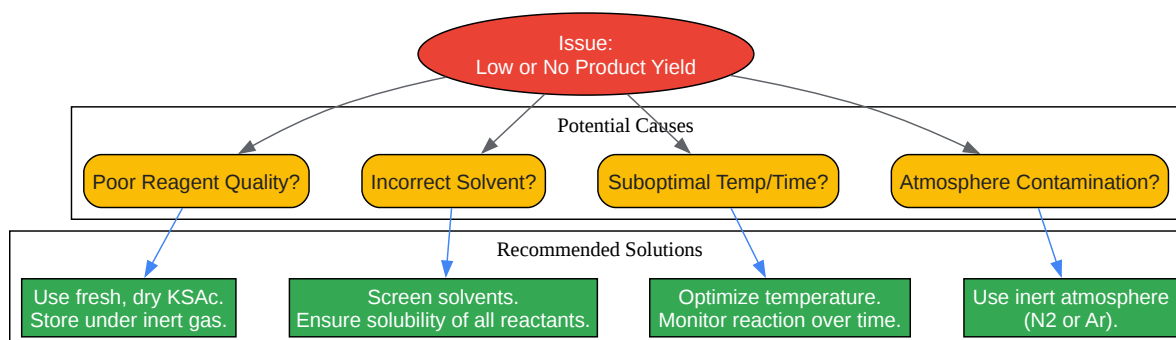 Issue:
Low or No Product Yield
Potential Causes
Poor Reagent Quality?
Incorrect Solvent?
Suboptimal Temp/Time?
Atmosphere Contamination?
Recommended Solutions
Use fresh, dry KSAc.
Store under inert gas.
Screen solvents.
Ensure solubility of all reactants.
Optimize temperature.
Monitor reaction over time.
Use inert atmosphere
(N2 or Ar).